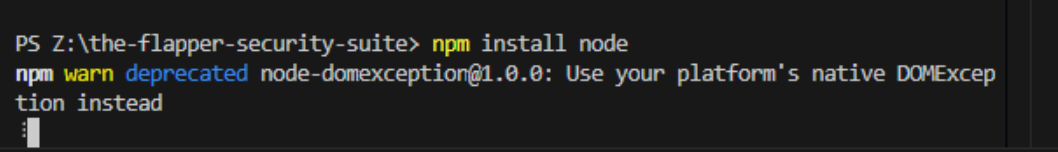 PS Z:\the-flapper-security-suite> npm install node
npm warn deprecated node-domexception@1.0.0: Use your platform's native DOMExcep
tion instead